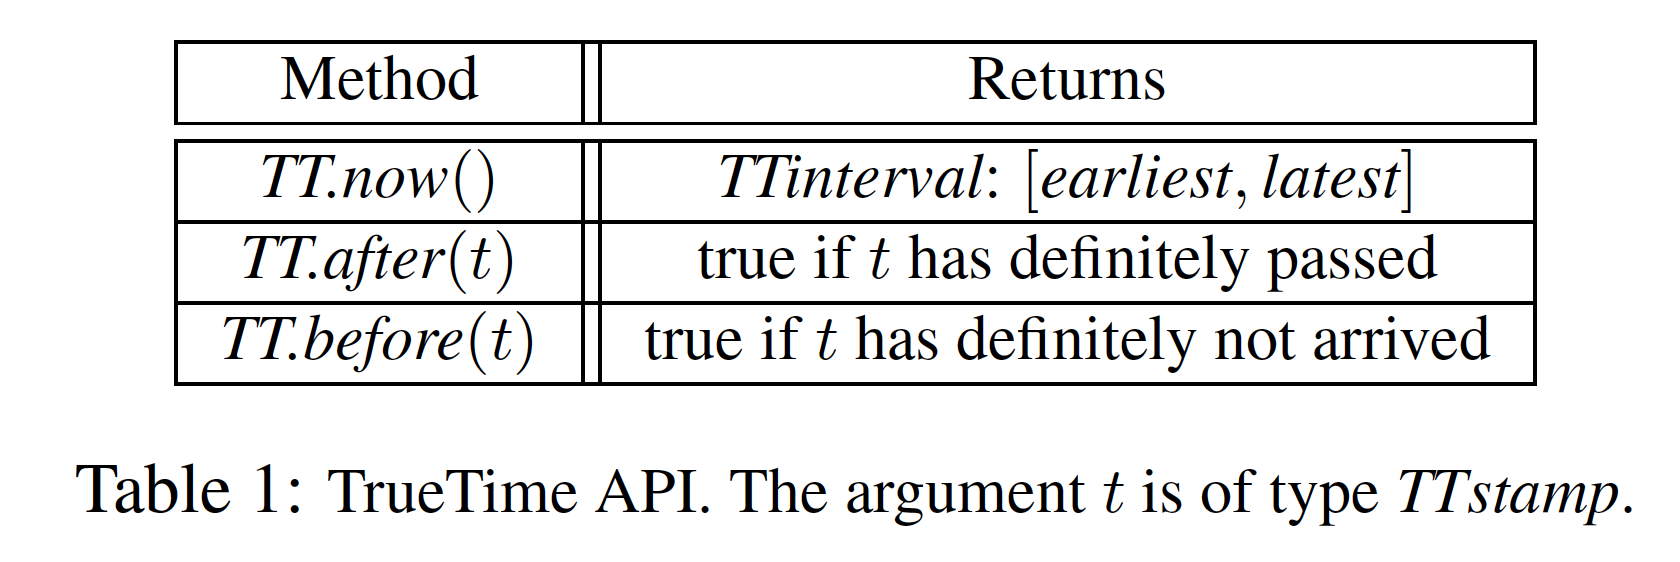 Method Returns
TT.now() TTinterval: [earliest, latest]
TT.after(t) true if t has definitely passed
TT.before(t) true if t has definitely not arrived
Table 1: TrueTime API. The argument t is of type TTstamp.